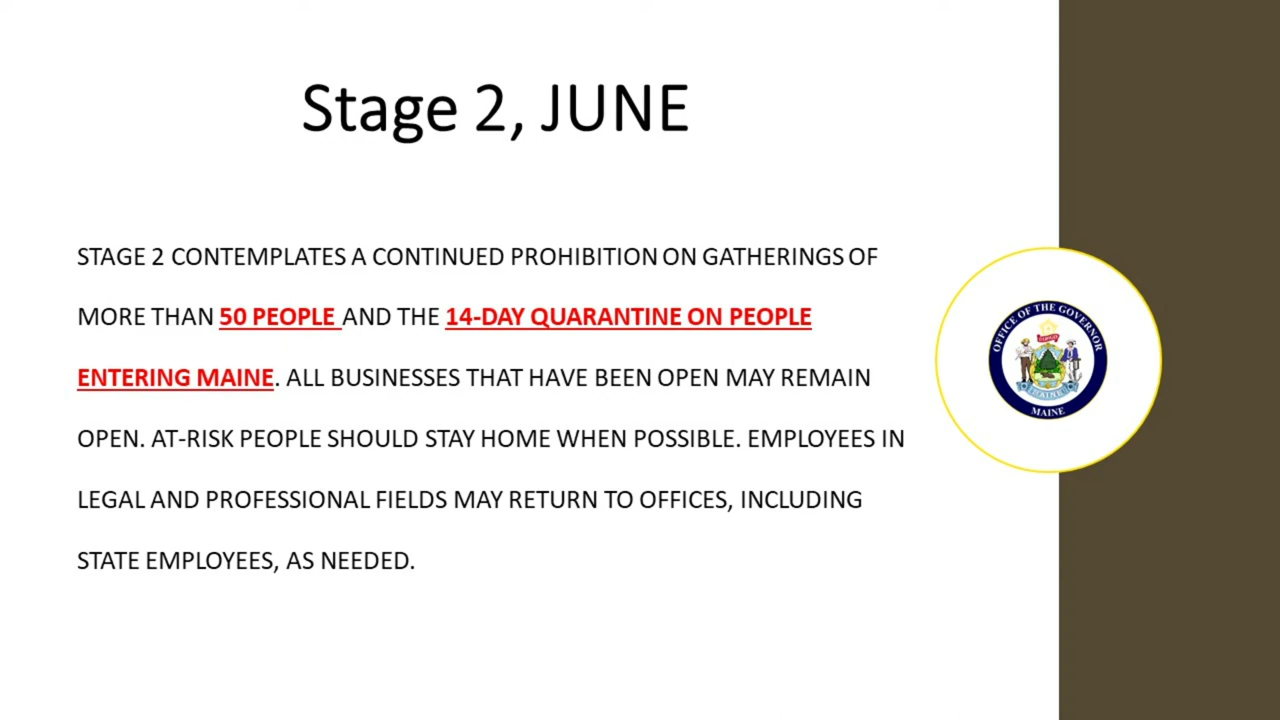 Stage 2, JUNE
STAGE 2 CONTEMPLATES A CONTINUED PROHIBITION ON GATHERINGS OF
MORE THAN 50 PEOPLE AND THE 14-DAY QUARANTINE ON PEOPLE
ENTERING MAINE. ALL BUSINESSES THAT HAVE BEEN OPEN MAY REMAIN
OPEN. AT-RISK PEOPLE SHOULD STAY HOME WHEN POSSIBLE. EMPLOYEES IN
LEGAL AND PROFESSIONAL FIELDS MAY RETURN TO OFFICES, INCLUDING
STATE EMPLOYEES, AS NEEDED.
OFFICE OF THE GOVERNOR
MAINE